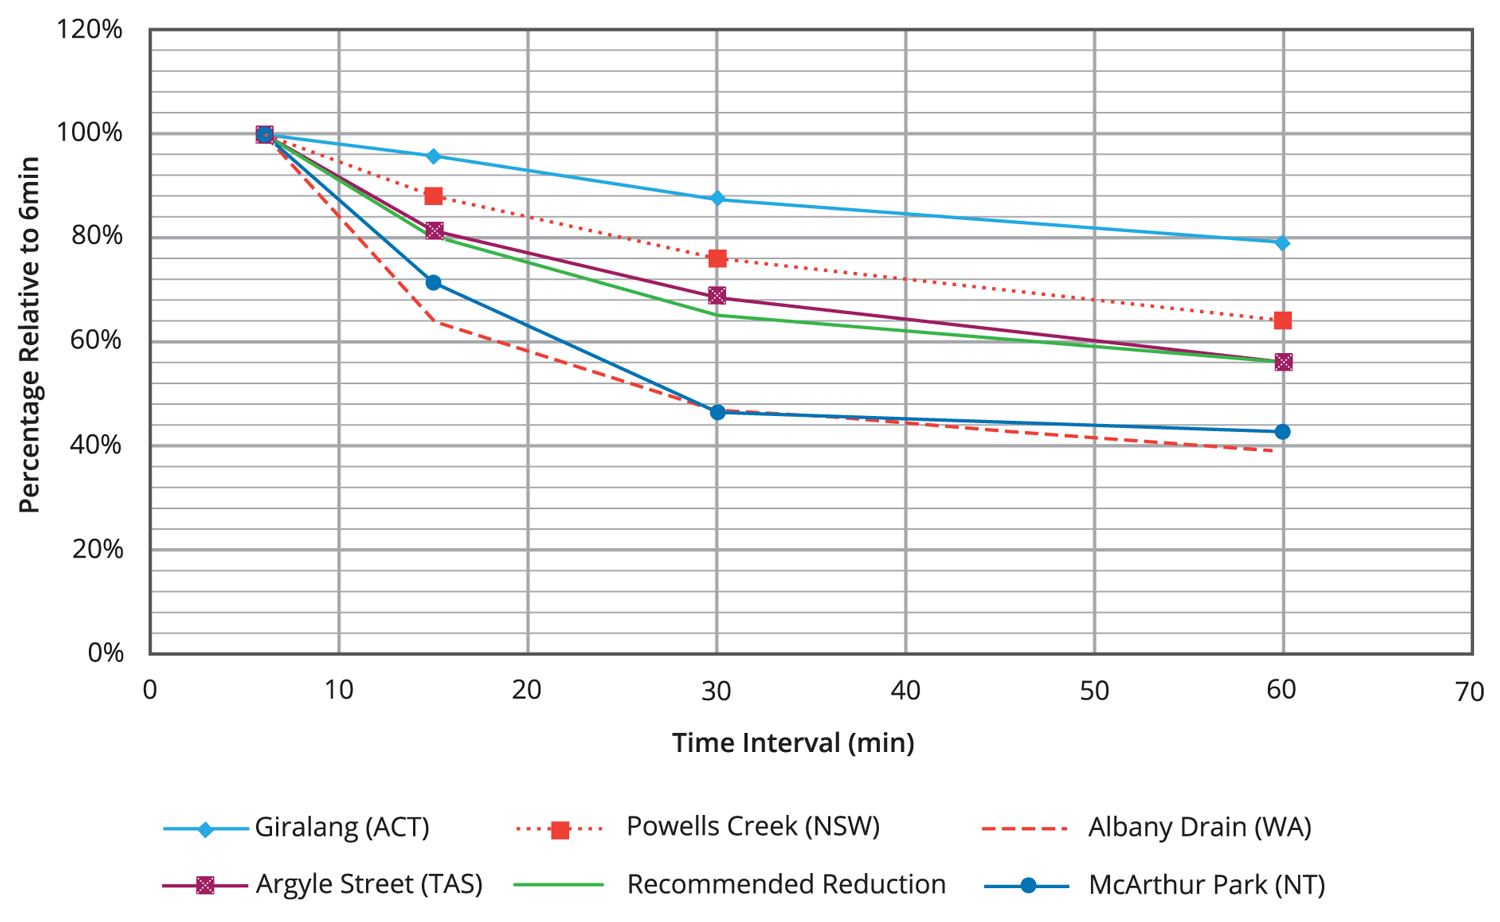 120%
100%
80%
60%
40%
20%
0%
Percentage Relative to 6min
0 10 20 30 40 50 60 70
Time Interval (min)
Giralang (ACT) Powells Creek (NSW) Albany Drain (WA)
Argyle Street (TAS) Recommended Reduction McArthur Park (NT)